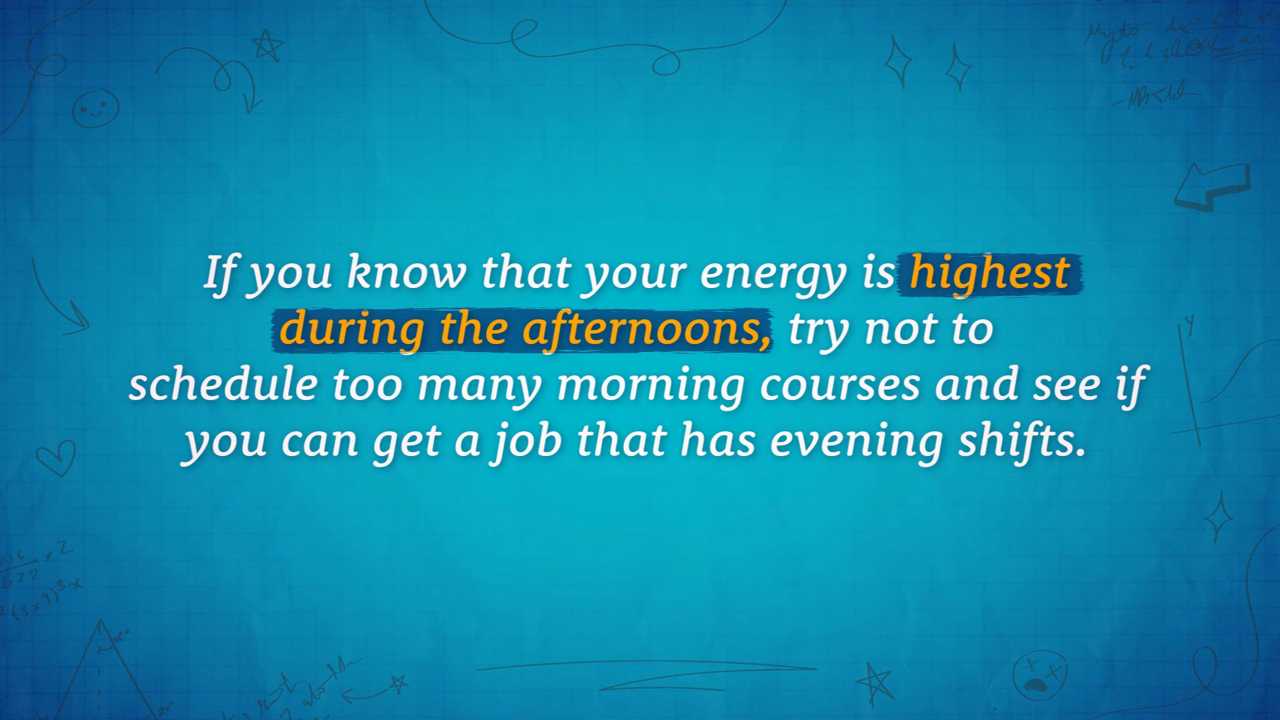 If you know that your energy is highest
during the afternoons, try not to
schedule too many morning courses and see if
you can get a job that has evening shifts.
Y